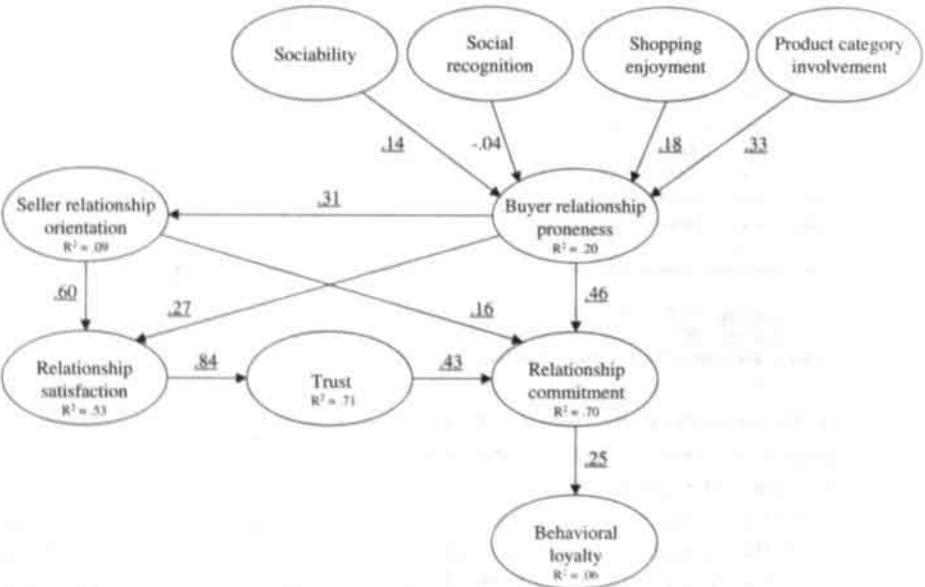 Sociability
Social
recognition
Shopping
enjoyment
Product category
involvement
.14
-.04
.18
.33
Seller relationship
orientation
R² = .09
.31
Buyer relationship
proneness
R² = .20
.60
.27
.16
.46
Relationship
satisfaction
R² = .53
.84
Trust
R² = .71
.43
Relationship
commitment
R² = .70
.25
Behavioral
loyalty
R² = .06